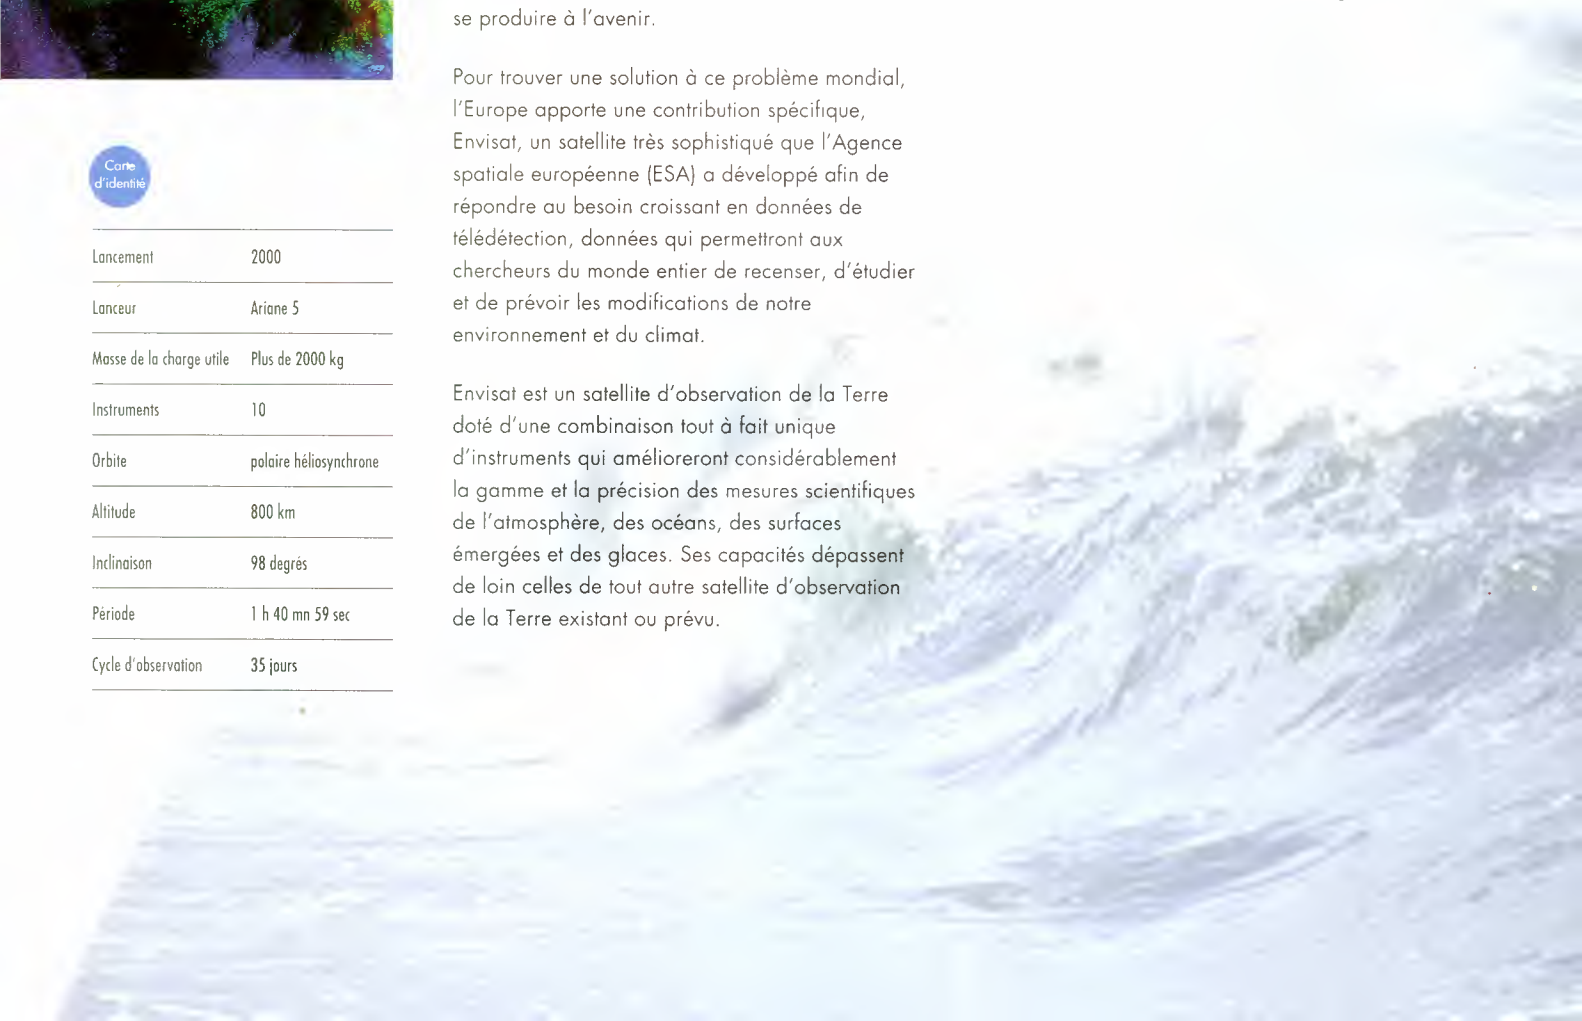 se produire à l'avenir.
Pour trouver une solution à ce problème mondial,
l'Europe apporte une contribution spécifique,
Envisat, un satellite très sophistiqué que l'Agence
spatiale européenne (ESA) a développé afin de
répondre au besoin croissant en données de
télédétection, données qui permettront aux
chercheurs du monde entier de recenser, d'étudier
et de prévoir les modifications de notre
environnement et du climat.
Envisat est un satellite d'observation de la Terre
doté d'une combinaison tout à fait unique
d'instruments qui amélioreront considérablement
la gamme et la précision des mesures scientifiques
de l'atmosphère, des océans, des surfaces
émergées et des glaces. Ses capacités dépassent
de loin celles de tout autre satellite d'observation
de la Terre existant ou prévu.
Carte
d'identité
Lancement 2000
Lanceur Ariane 5
Masse de la charge utile Plus de 2000 kg
Instruments 10
Orbite polaire héliosynchrone
Altitude 800 km
Inclinaison 98 degrés
Période 1 h 40 mn 59 sec
Cycle d'observation 35 jours